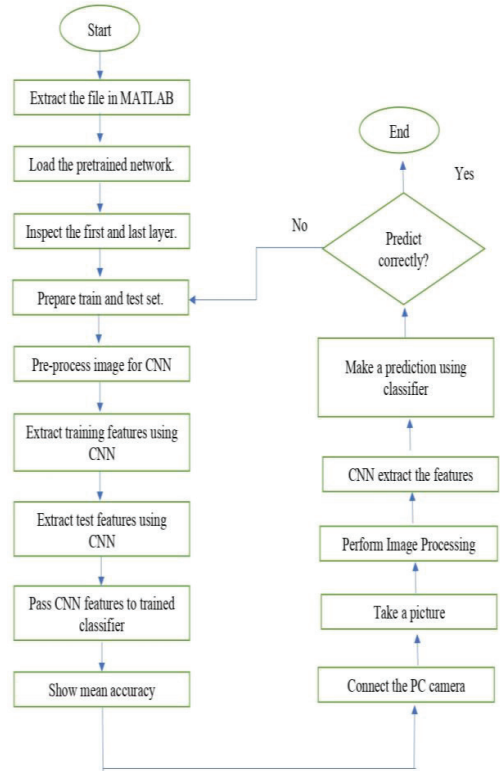 Start
Extract the file in MATLAB
Load the pretrained network.
Inspect the first and last layer.
Prepare train and test set.
Pre-process image for CNN
Extract training features using
CNN
Extract test features using
CNN
Pass CNN features to trained
classifier
Show mean accuracy
Connect the PC camera
Take a picture
Perform Image Processing
CNN extract the features
Make a prediction using
classifier
Predict
correctly?
No
Yes
End